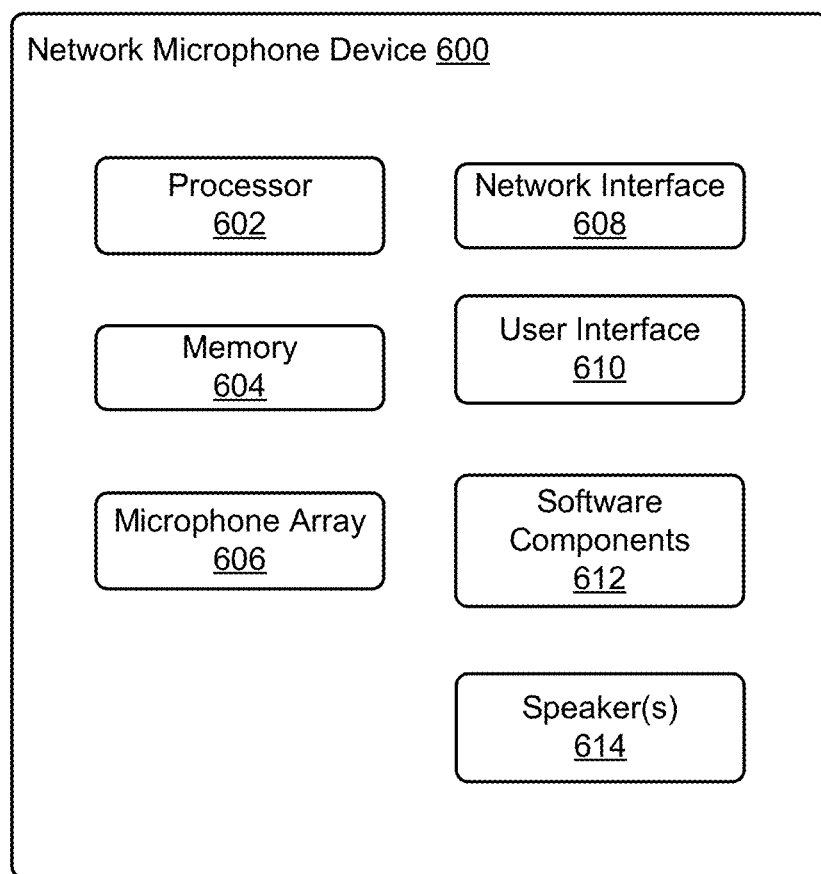 Network Microphone Device 600
Processor
602
Network Interface
608
Memory
604
User Interface
610
Microphone Array
606
Software
Components
612
Speaker(s)
614